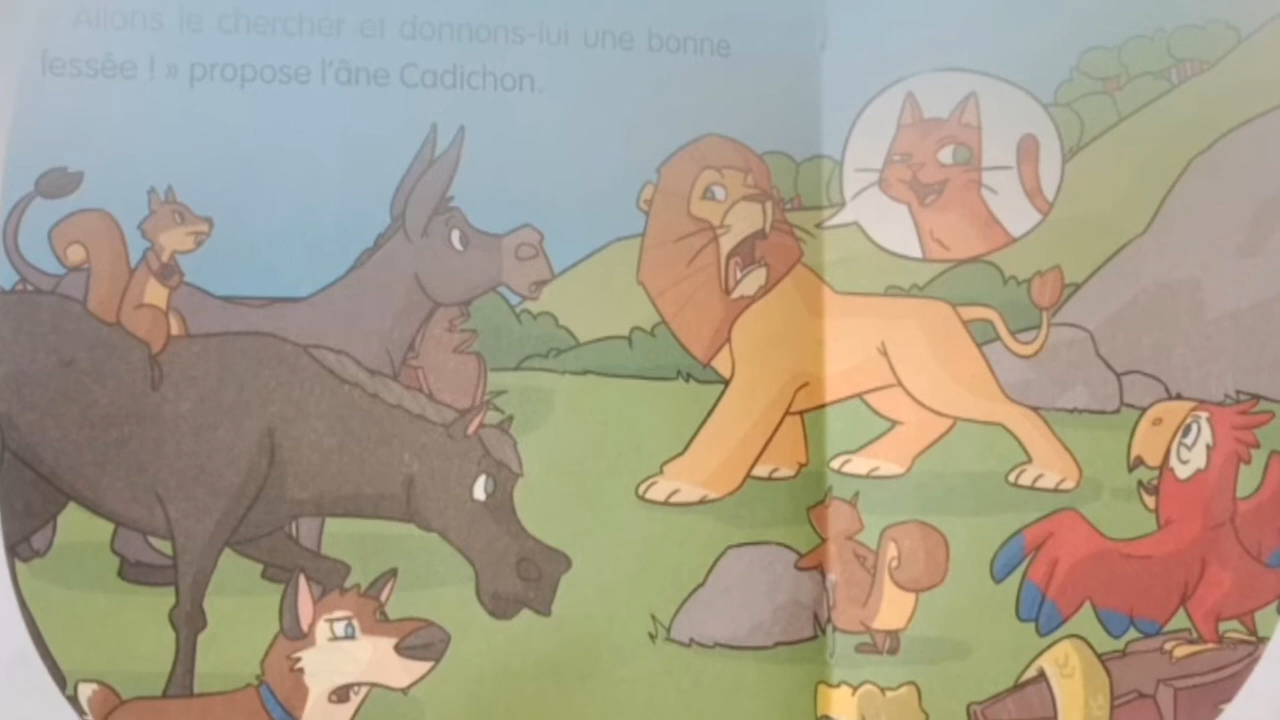 « Allons le chercher et donnons-lui une bonne
fessée ! » propose l'âne Cadichon.